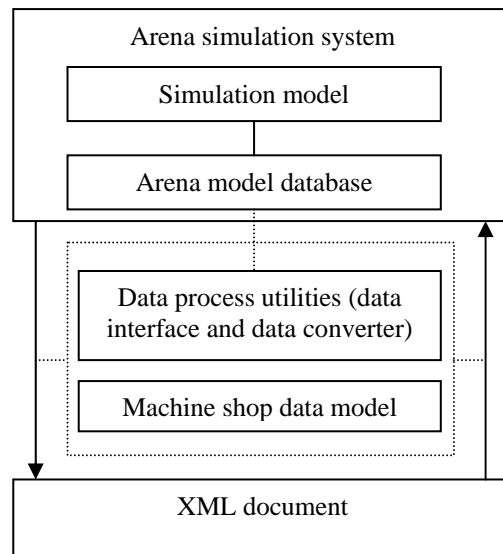 Arena simulation system
Simulation model
Arena model database
Data process utilities (data
interface and data converter)
Machine shop data model
XML document